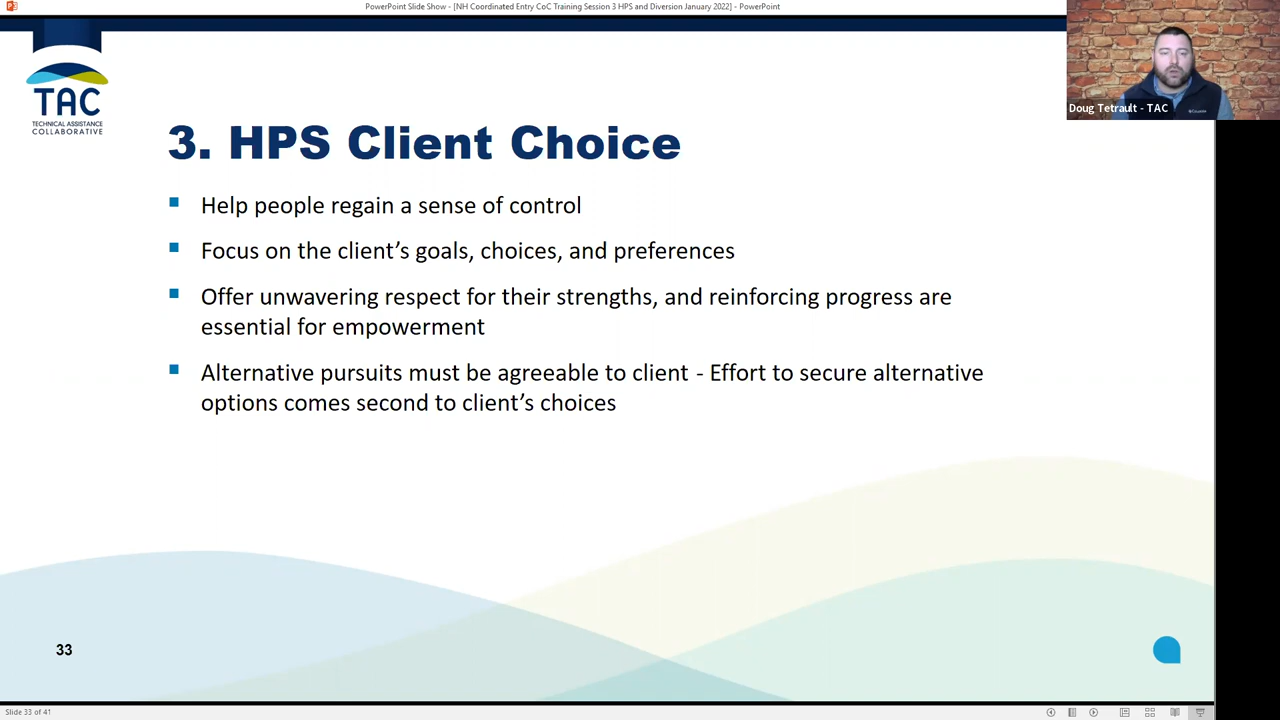 PowerPoint Slide Show - [NH Coordinated Entry CoC Training Session 3 HPS and Diversion January 2022] - PowerPoint
Doug Tetrault - TAC
TAC
TECHNICAL ASSISTANCE
COLLABORATIVE
3. HPS Client Choice
Help people regain a sense of control
Focus on the client's goals, choices, and preferences
Offer unwavering respect for their strengths, and reinforcing progress are
essential for empowerment
Alternative pursuits must be agreeable to client - Effort to secure alternative
options comes second to client's choices
33
Slide 33 of 41